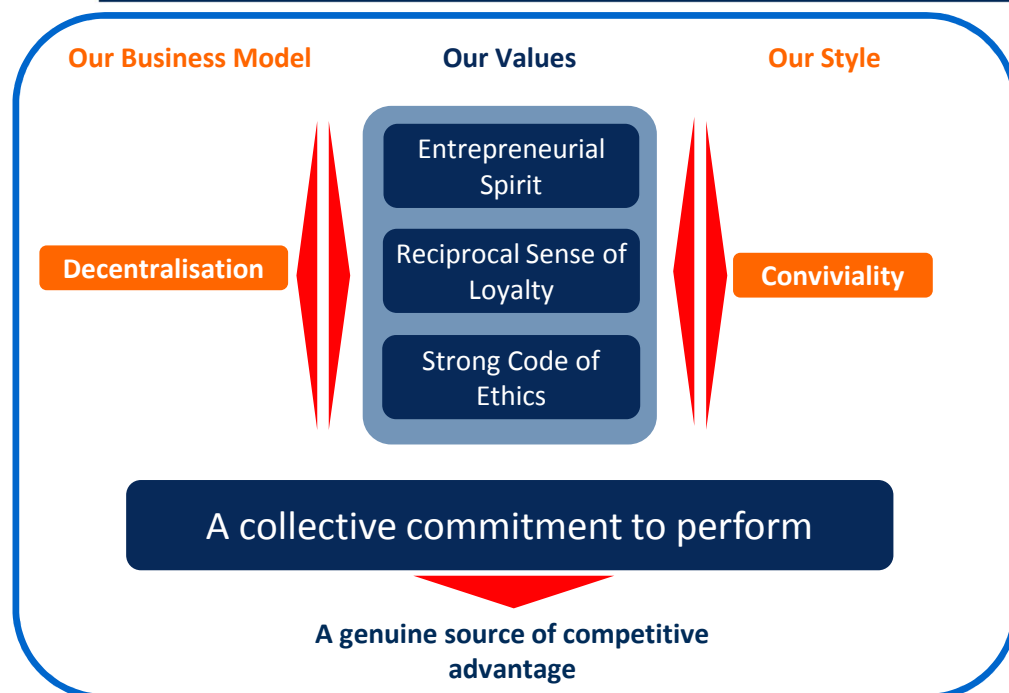 Our Business Model
Our Values
Our Style
Entrepreneurial
Spirit
Decentralisation
Reciprocal Sense of
Loyalty
Conviviality
Strong Code of
Ethics
A collective commitment to perform
A genuine source of competitive
advantage